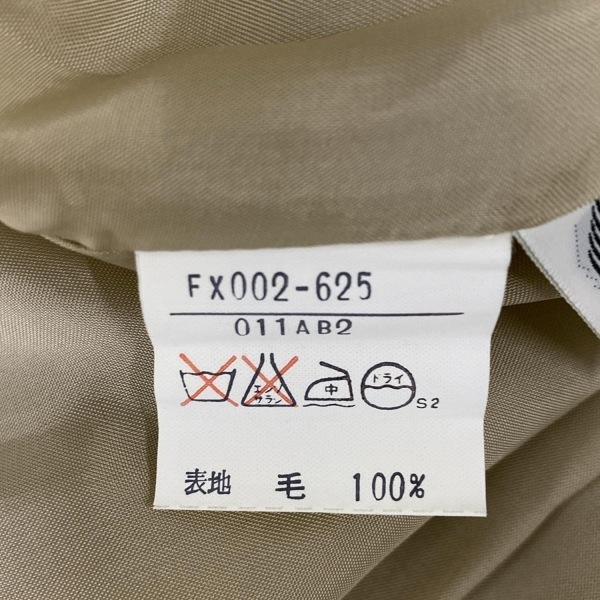 FX002-625
011AB2
エンソ サラシ 中 ドライ S2
表地 毛 100%